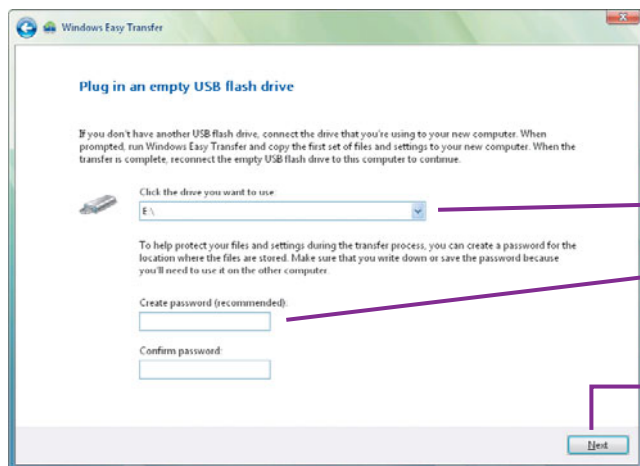 Windows Easy Transfer
Plug in an empty USB flash drive
If you don't have another USB flash drive, connect the drive that you're using to your new computer. When
prompted, run Windows Easy Transfer and copy the first set of files and settings to your new computer. When the
transfer is complete, reconnect the empty USB flash drive to this computer to continue.
Click the drive you want to use:
E:\
To help protect your files and settings during the transfer process, you can create a password for the
location where the files are stored. Make sure that you write down or save the password because
you'll need to use it on the other computer.
Create password (recommended):
Confirm password:
Next